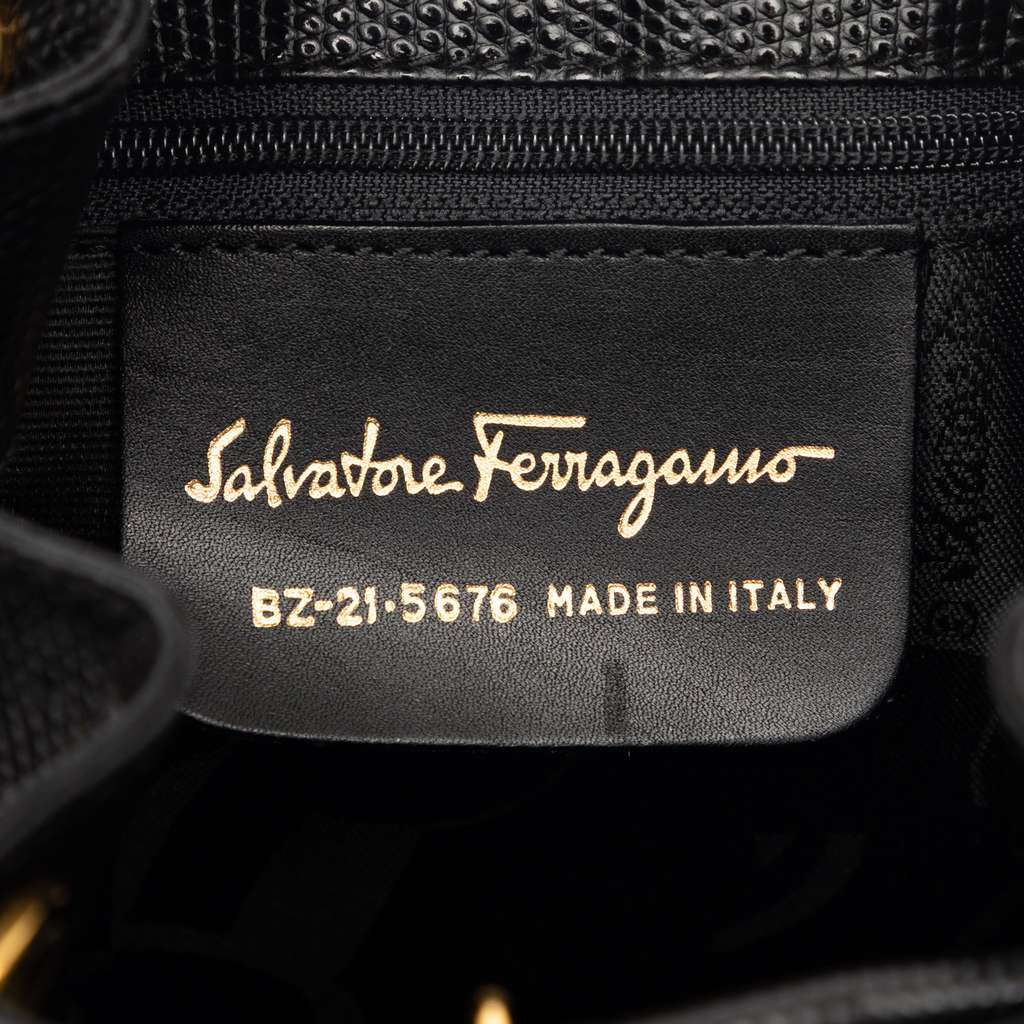 Salvatore Ferragamo
BZ-21·5676 MADE IN ITALY